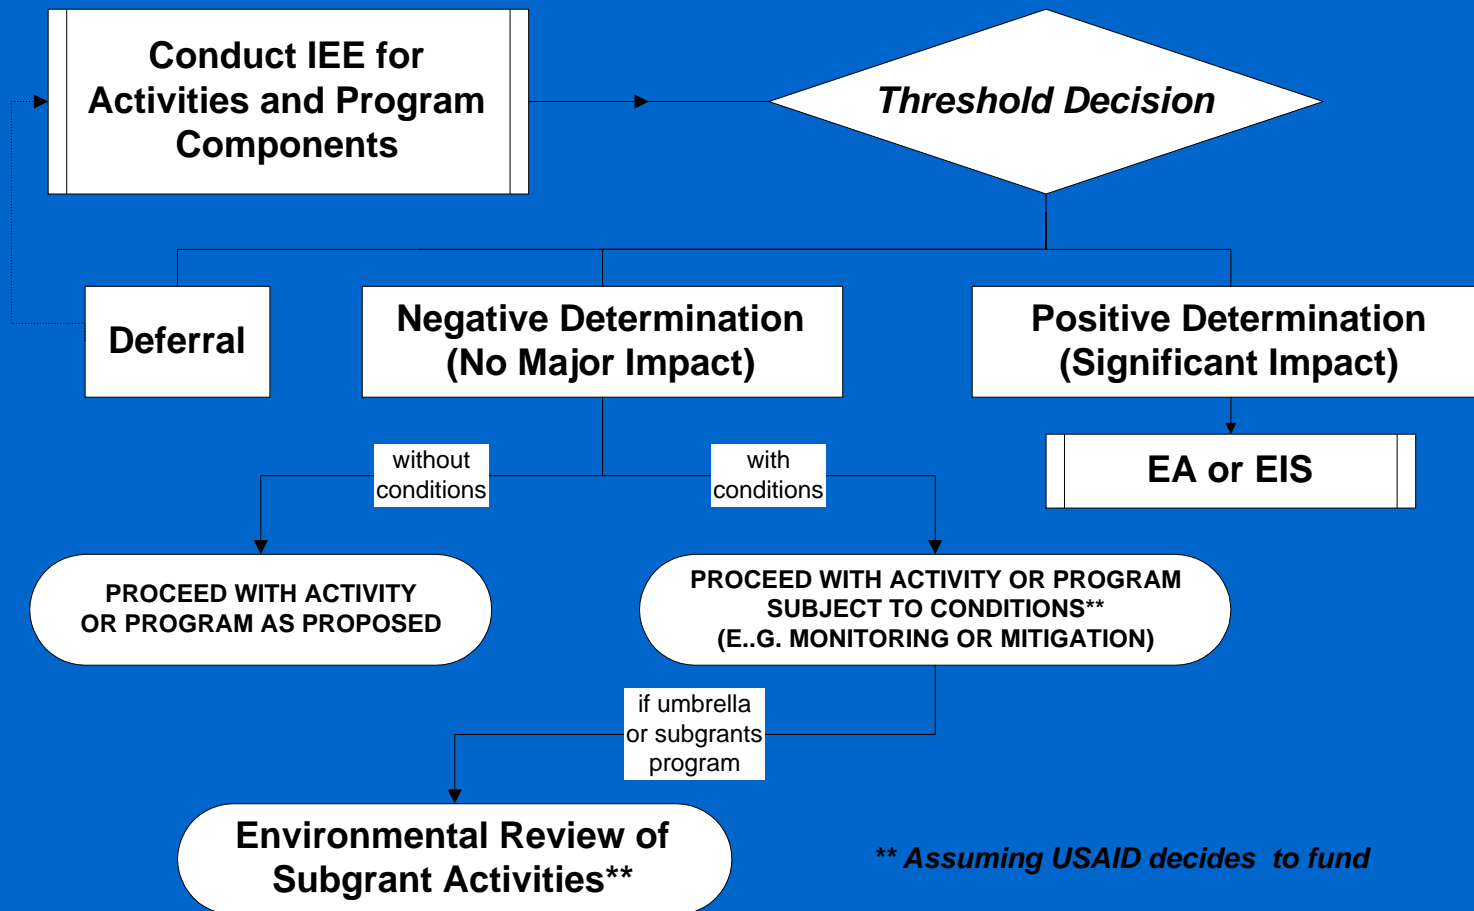 Conduct IEE for
Activities and Program
Components
Threshold Decision
Deferral
Negative Determination
(No Major Impact)
Positive Determination
(Significant Impact)
without
conditions
with
conditions
EA or EIS
PROCEED WITH ACTIVITY
OR PROGRAM AS PROPOSED
PROCEED WITH ACTIVITY OR PROGRAM
SUBJECT TO CONDITIONS**
(E..G. MONITORING OR MITIGATION)
if umbrella
or subgrants
program
Environmental Review of
Subgrant Activities**
** Assuming USAID decides to fund